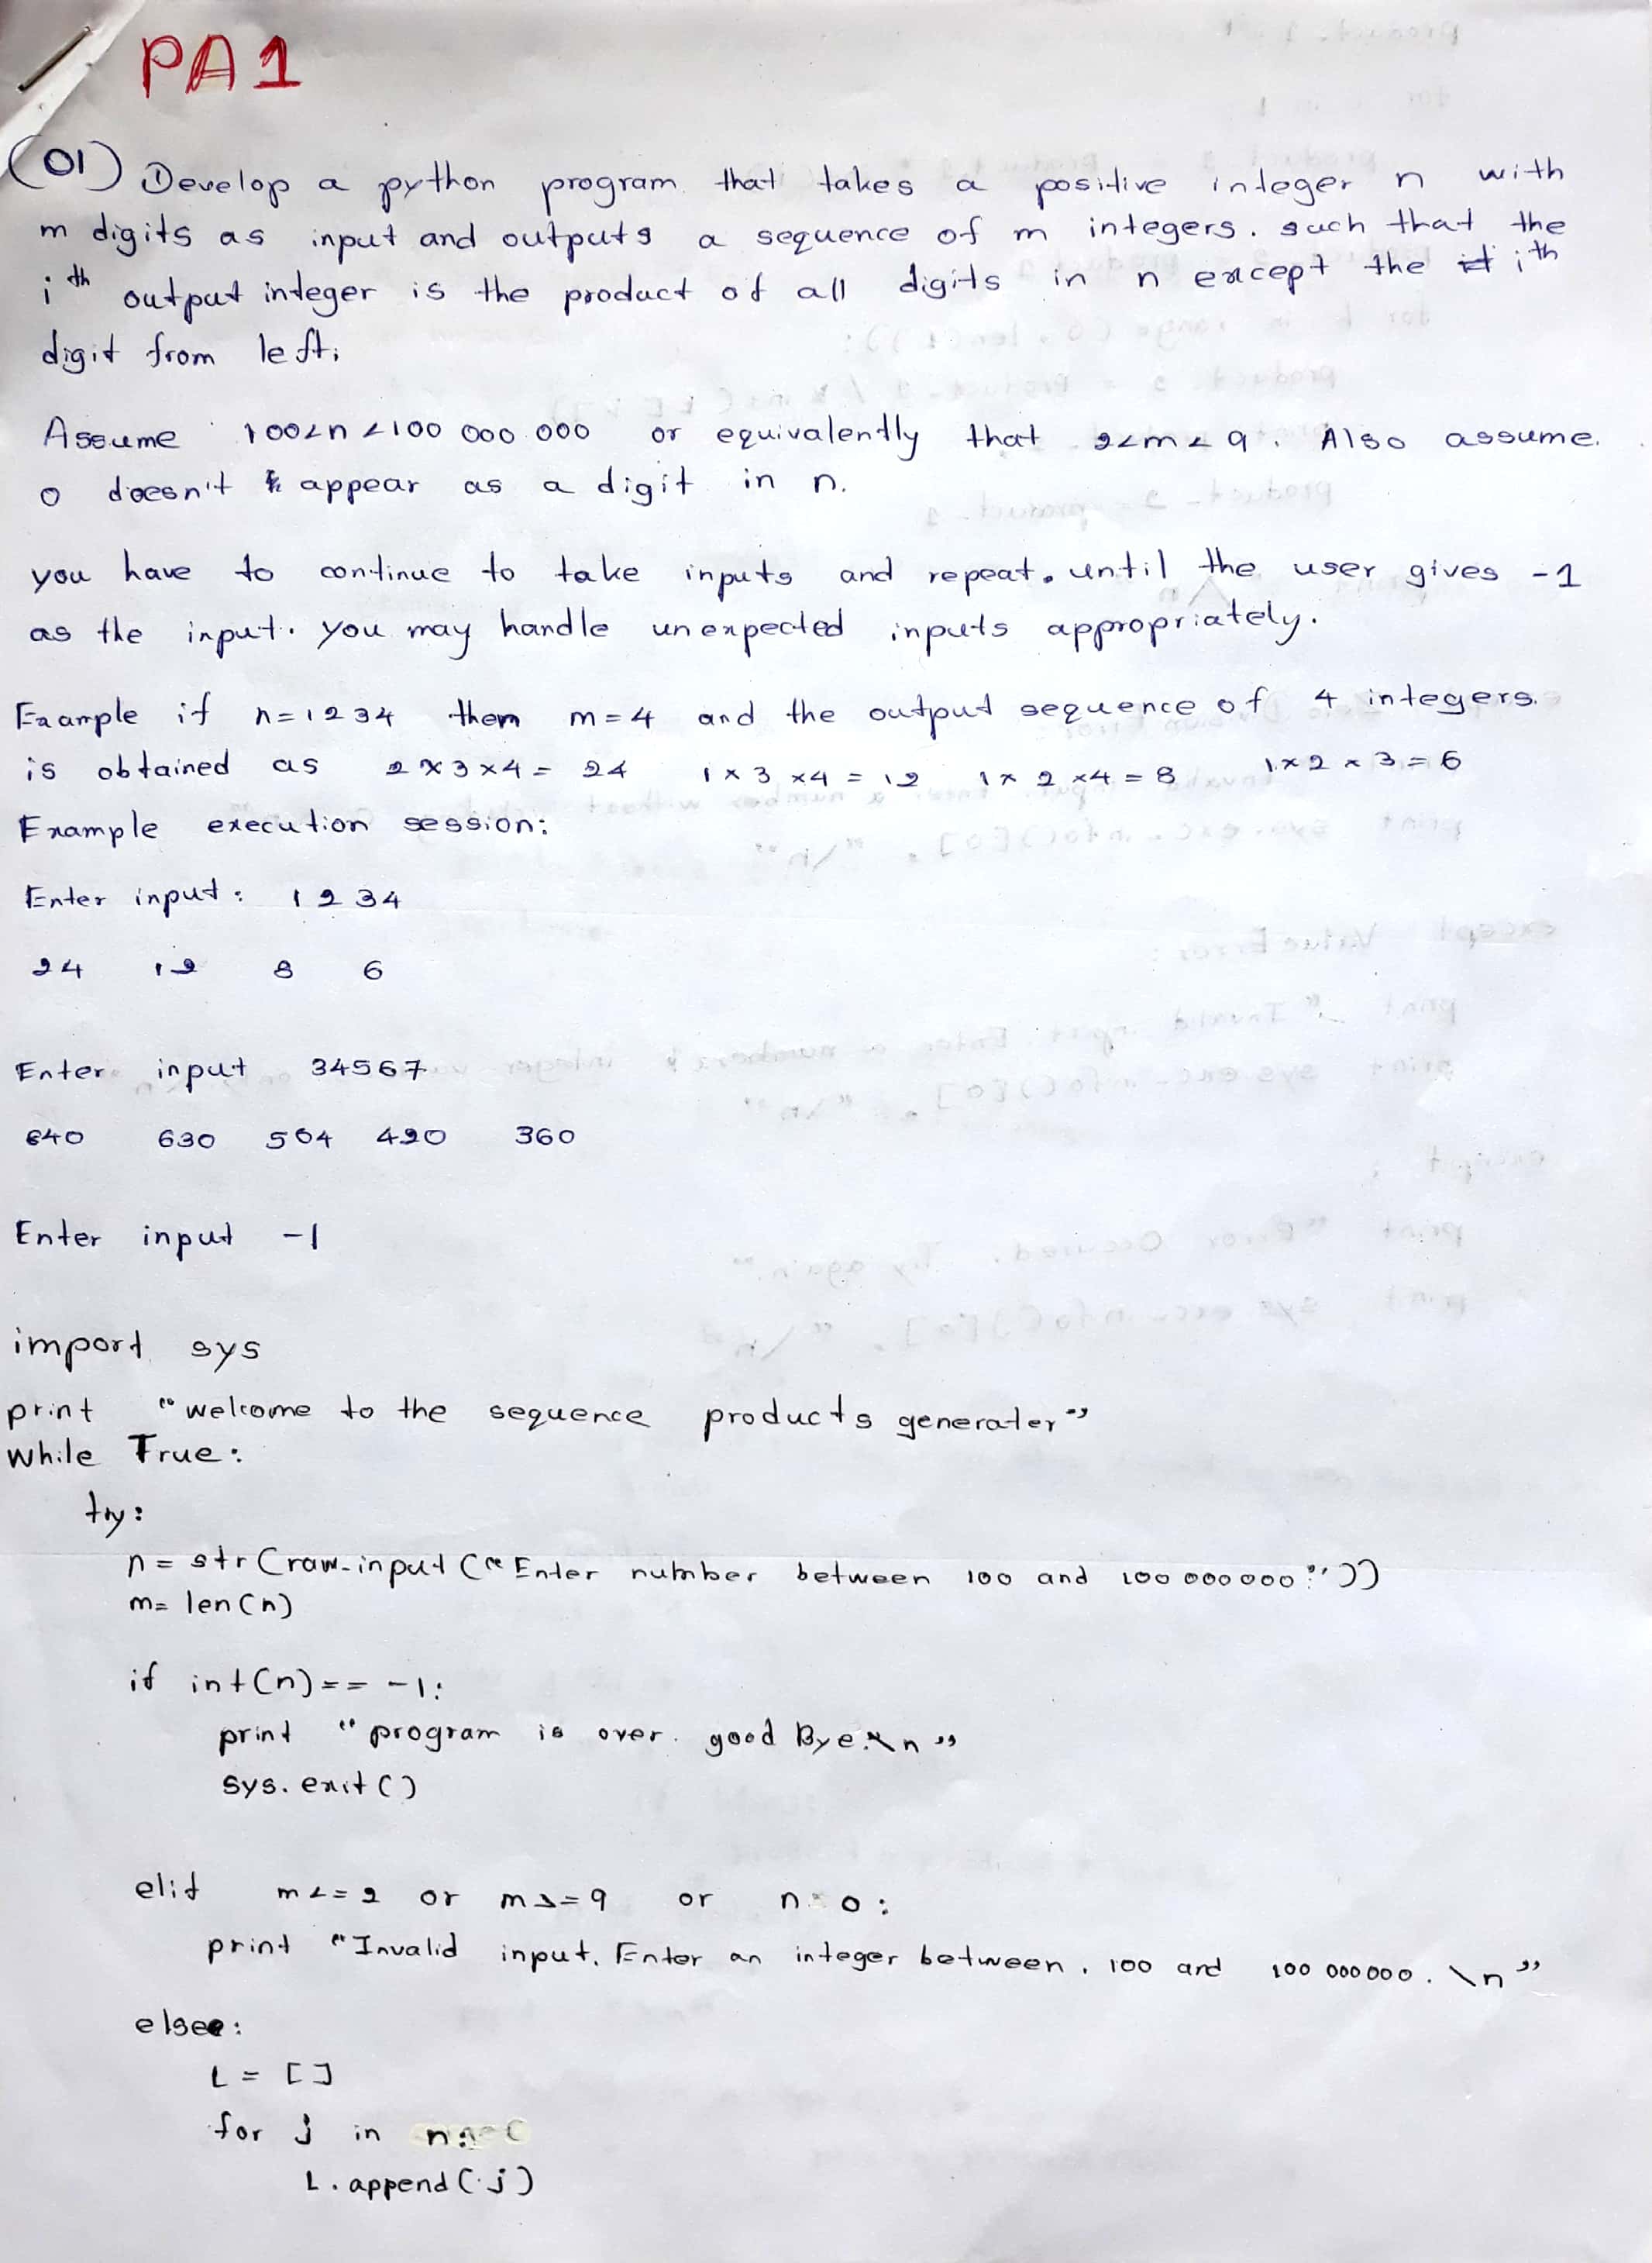 PA1
(01) ① Develop a python program that takes a positive integer n with
m digits as input and outputs a sequence of m integers. such that the
ith output integer is the product of all digits in n except the ith
digit from left.
Assume 100<n<100 000 000 or equivalently that 2<m<9. Also assume.
0 doesn't appear as a digit in n.
you have to continue to take inputs and repeat. until the user gives -1
as the input. you may handle unexpected inputs appropriately.
Example if n=1234 then m=4 and the output sequence of 4 integers.
is obtained as 2×3×4 = 24 1×3×4 = 12 1×2×4 = 8 1×2×3=6
Example execution session:
Enter input: 1234
24 12 8 6
Enter input 34567
840 630 504 420 360
Enter input -1
import sys
print "welcome to the sequence products generater"
while True:
try:
n = str(raw-input("Enter number between 100 and 100 000 000:"))
m= len(n)
if int(n)== -1:
print "program is over. good Bye.\n"
sys.exit()
elif m<=2 or m>=9 or n 0:
print "Invalid input. Enter an integer between. 100 and 100 000000. \n"
else:
L = []
for j in n:
L.append(j)